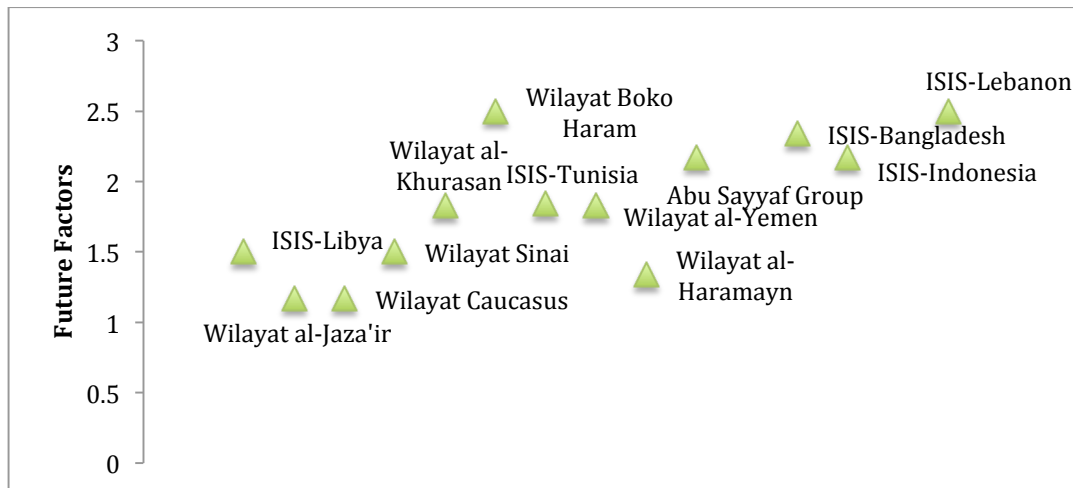 Future Factors
3
2.5
2
1.5
1
0.5
0
ISIS-Libya
Wilayat al-Jaza'ir
Wilayat Caucasus
Wilayat Sinai
Wilayat al-
Khurasan
Wilayat Boko
Haram
ISIS-Tunisia
Wilayat al-Yemen
Wilayat al-
Haramayn
Abu Sayyaf Group
ISIS-Bangladesh
ISIS-Indonesia
ISIS-Lebanon